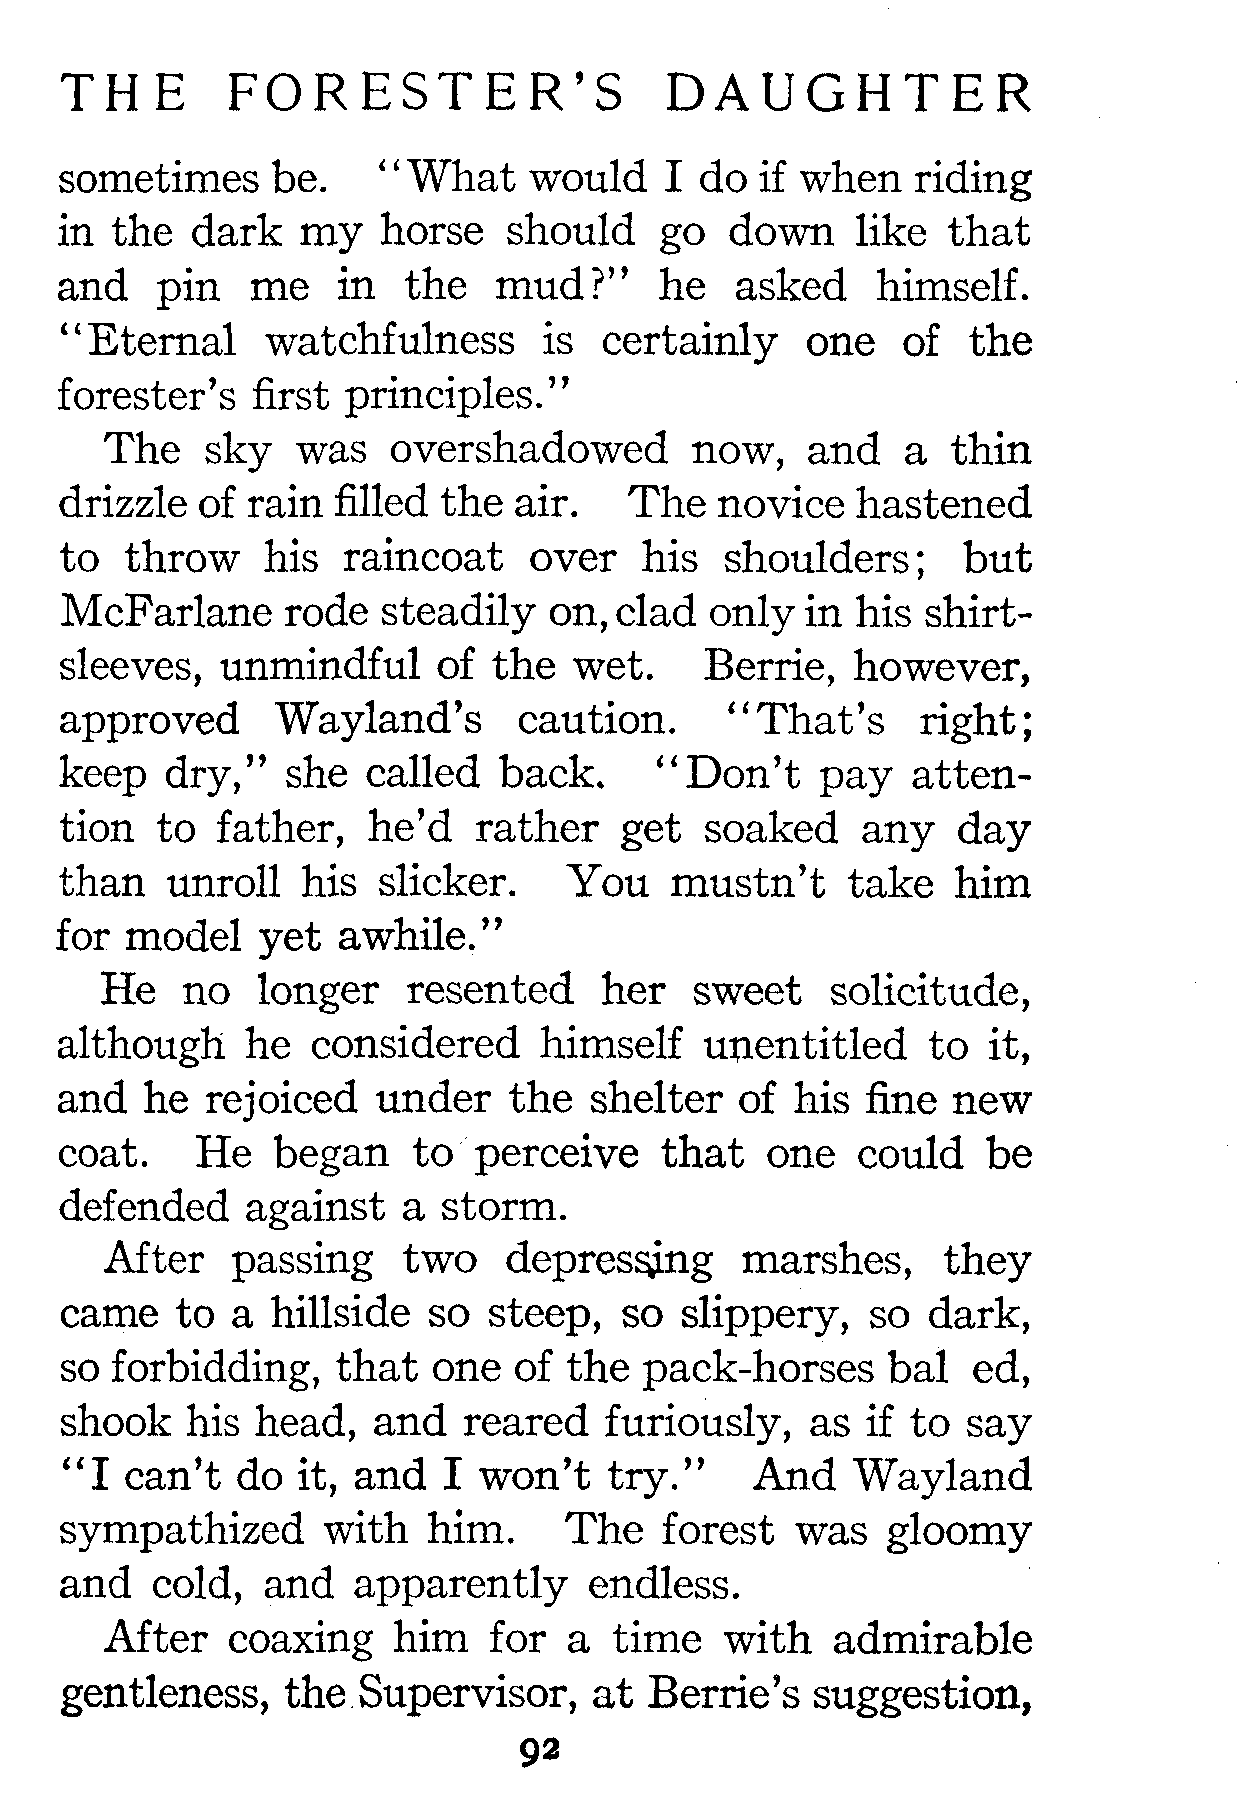 THE FORESTER'S DAUGHTER
sometimes be. "What would I do if when riding
in the dark my horse should go down like that
and pin me in the mud?" he asked himself.
"Eternal watchfulness is certainly one of the
forester's first principles."
The sky was overshadowed now, and a thin
drizzle of rain filled the air. The novice hastened
to throw his raincoat over his shoulders; but
McFarlane rode steadily on, clad only in his shirt-
sleeves, unmindful of the wet. Berrie, however,
approved Wayland's caution. "That's right;
keep dry," she called back. "Don't pay atten-
tion to father, he'd rather get soaked any day
than unroll his slicker. You mustn't take him
for model yet awhile."
He no longer resented her sweet solicitude,
although he considered himself unentitled to it,
and he rejoiced under the shelter of his fine new
coat. He began to perceive that one could be
defended against a storm.
After passing two depressing marshes, they
came to a hillside so steep, so slippery, so dark,
so forbidding, that one of the pack-horses bal ed,
shook his head, and reared furiously, as if to say
"I can't do it, and I won't try." And Wayland
sympathized with him. The forest was gloomy
and cold, and apparently endless.
After coaxing him for a time with admirable
gentleness, the Supervisor, at Berrie's suggestion,
92